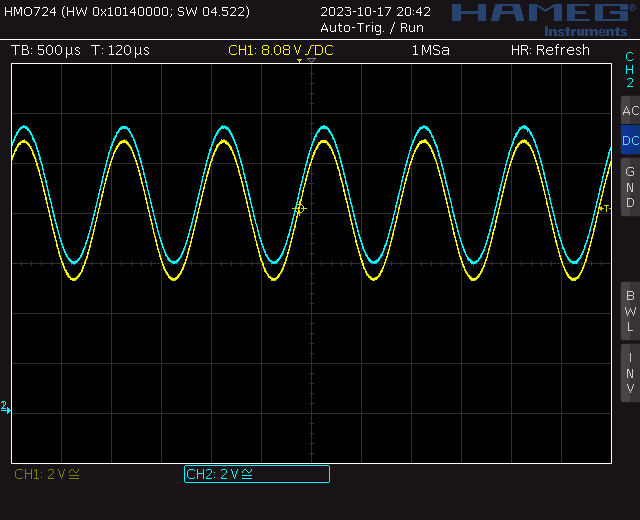 HMO724 (HW 0x10140000; SW 04.522)
2023-10-17 20:42
Auto-Trig. / Run
HAMEG®
Instruments
TB: 500µs T: 120µs
CH1: 8.08 V ╱ DC
1MSa
HR: Refresh
CH2
AC
DC
GND
T
BWL
INV
2
CH1: 2 V ≅
CH2: 2 V ≅